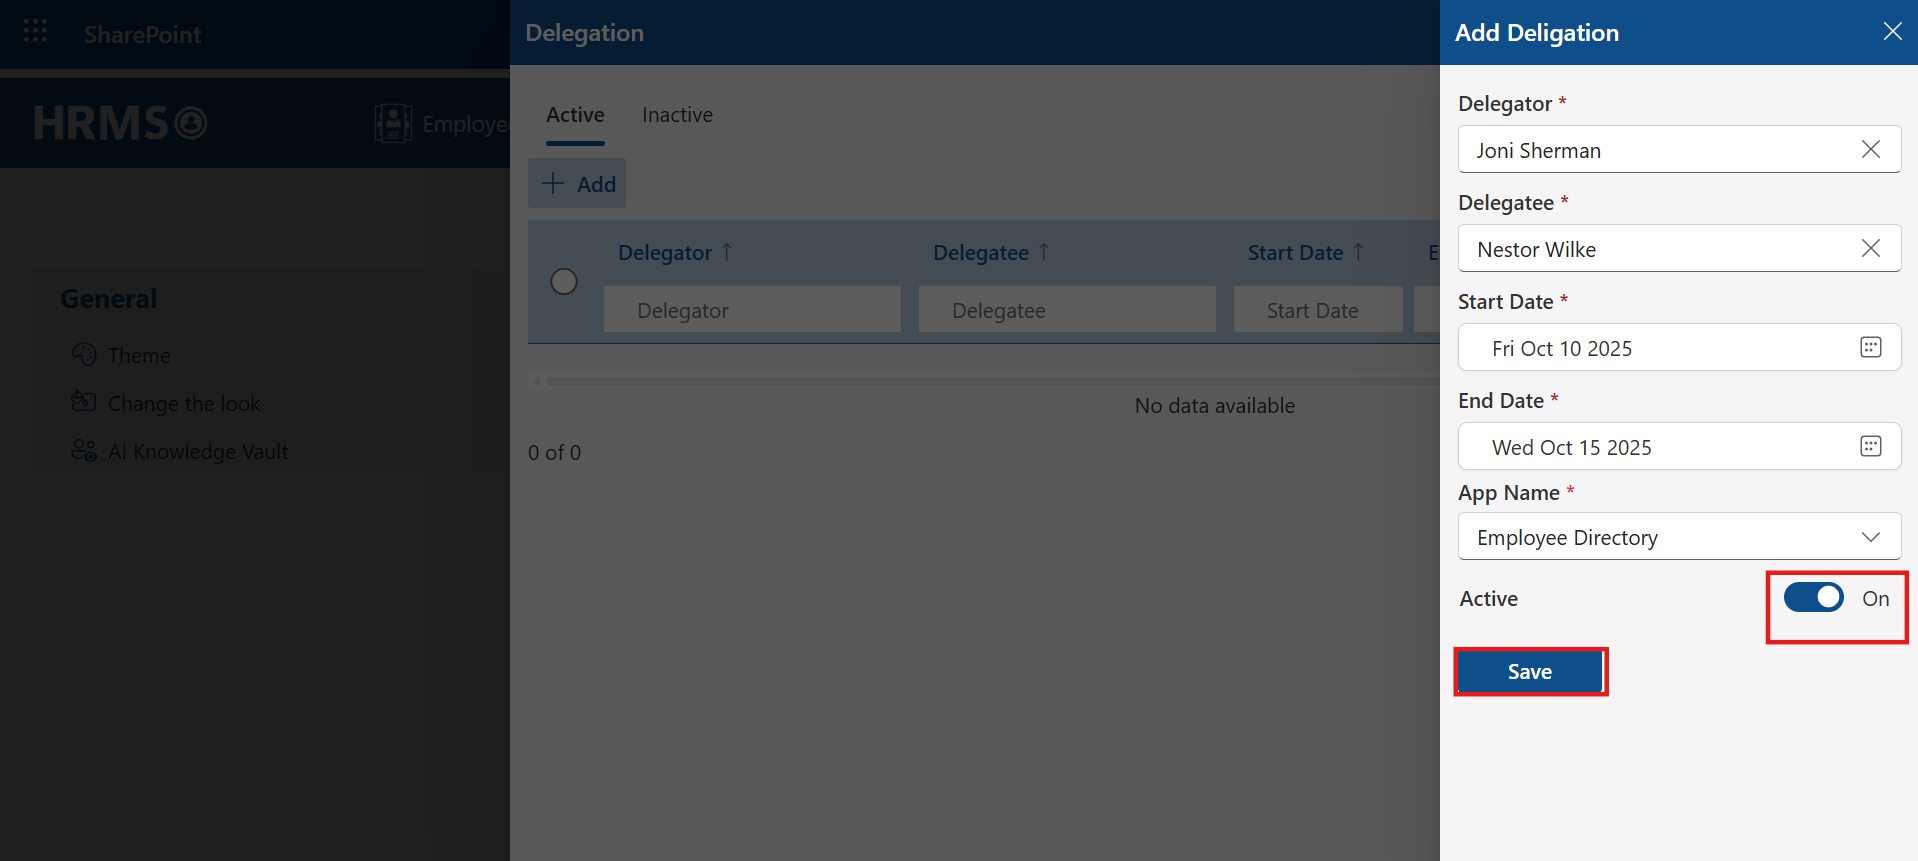 SharePoint
HRMS
Employe
General
Theme
Change the look
AI Knowledge Vault
Delegation
Active Inactive
Add
Delegator ↑ Delegatee ↑ Start Date ↑ E
Delegator Delegatee Start Date
No data available
0 of 0
Add Deligation
Delegator *
Joni Sherman
Delegatee *
Nestor Wilke
Start Date *
Fri Oct 10 2025
End Date *
Wed Oct 15 2025
App Name *
Employee Directory
Active On
Save